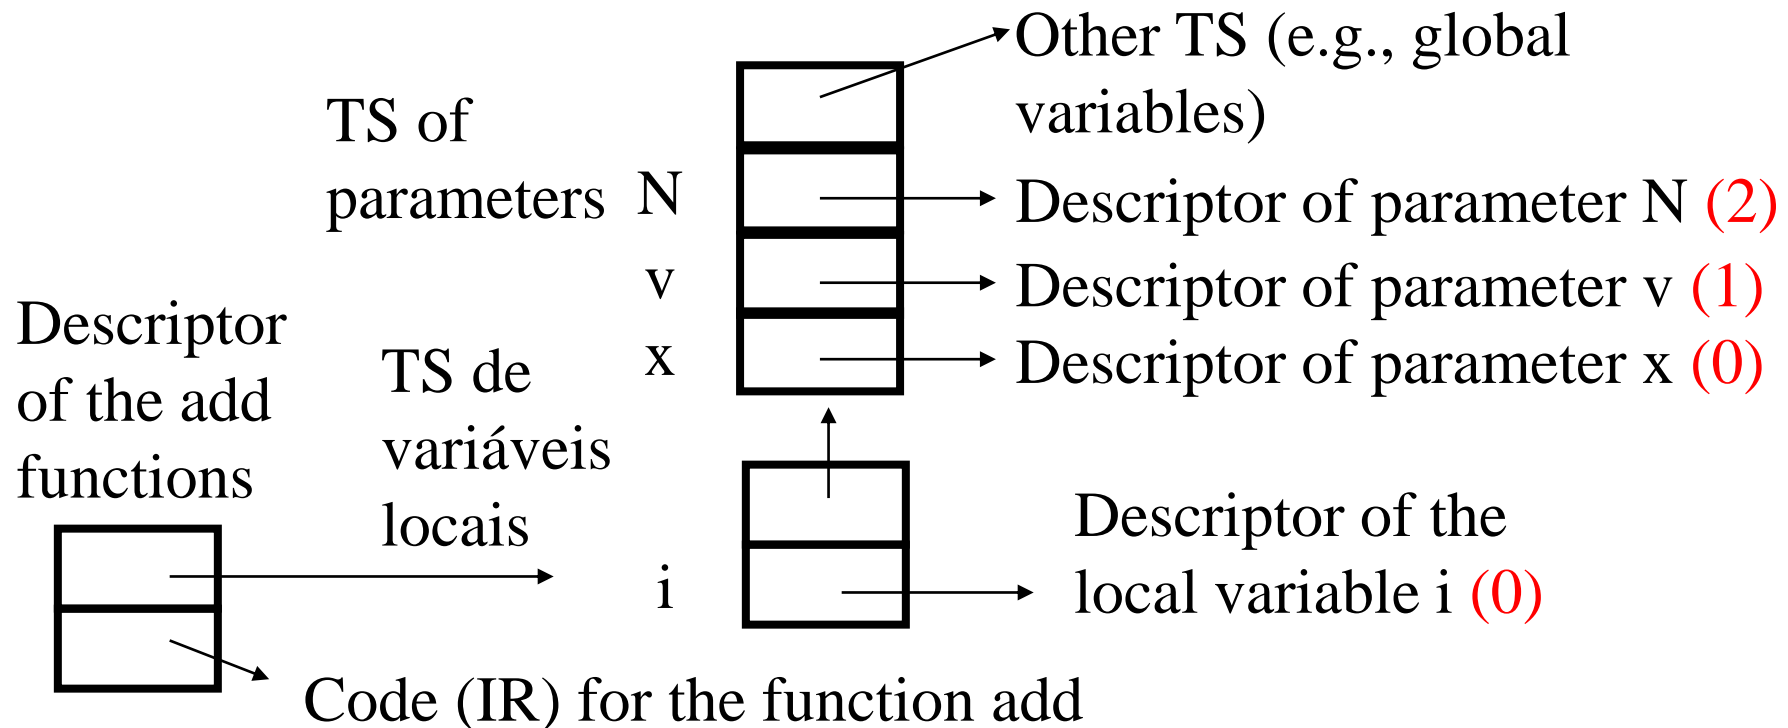 Other TS (e.g., global
variables)
TS of
parameters
N
Descriptor of parameter N (2)
v
Descriptor of parameter v (1)
x
Descriptor of parameter x (0)
Descriptor
of the add
functions
TS de
variáveis
locais
i
Descriptor of the
local variable i (0)
Code (IR) for the function add